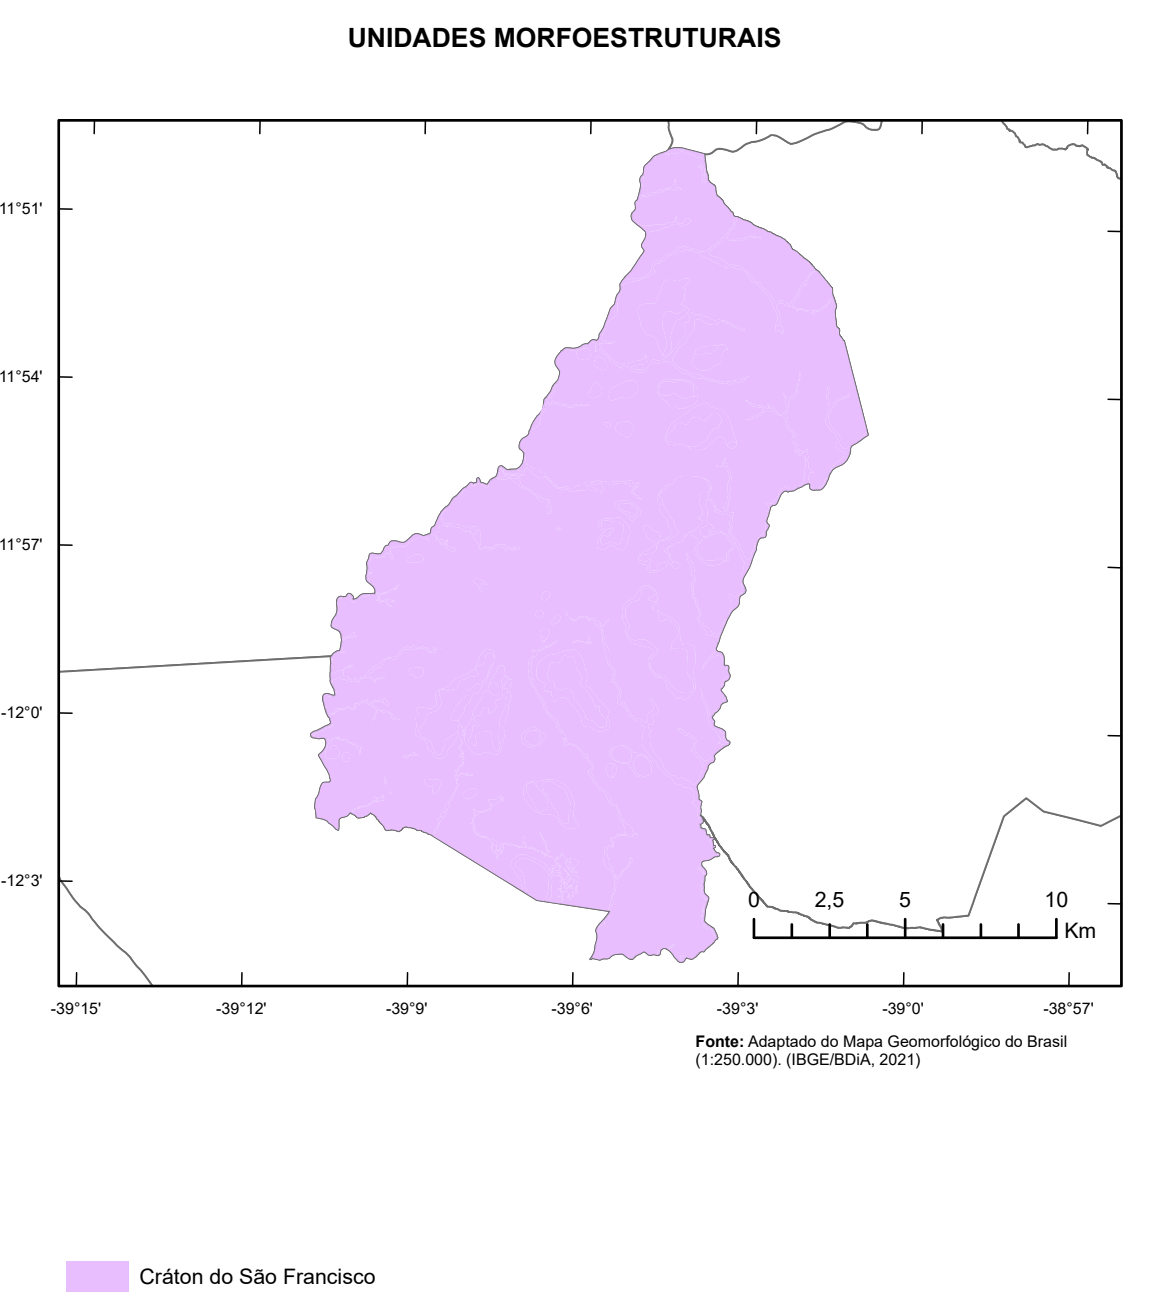 UNIDADES MORFOESTRUTURAIS
11°51'
11°54'
11°57'
-12°0'
-12°3'
0 2,5 5 10
Km
-39°15' -39°12' -39°9' -39°6' -39°3' -39°0' -38°57'
Fonte: Adaptado do Mapa Geomorfológico do Brasil
(1:250.000). (IBGE/BDiA, 2021)
Cráton do São Francisco